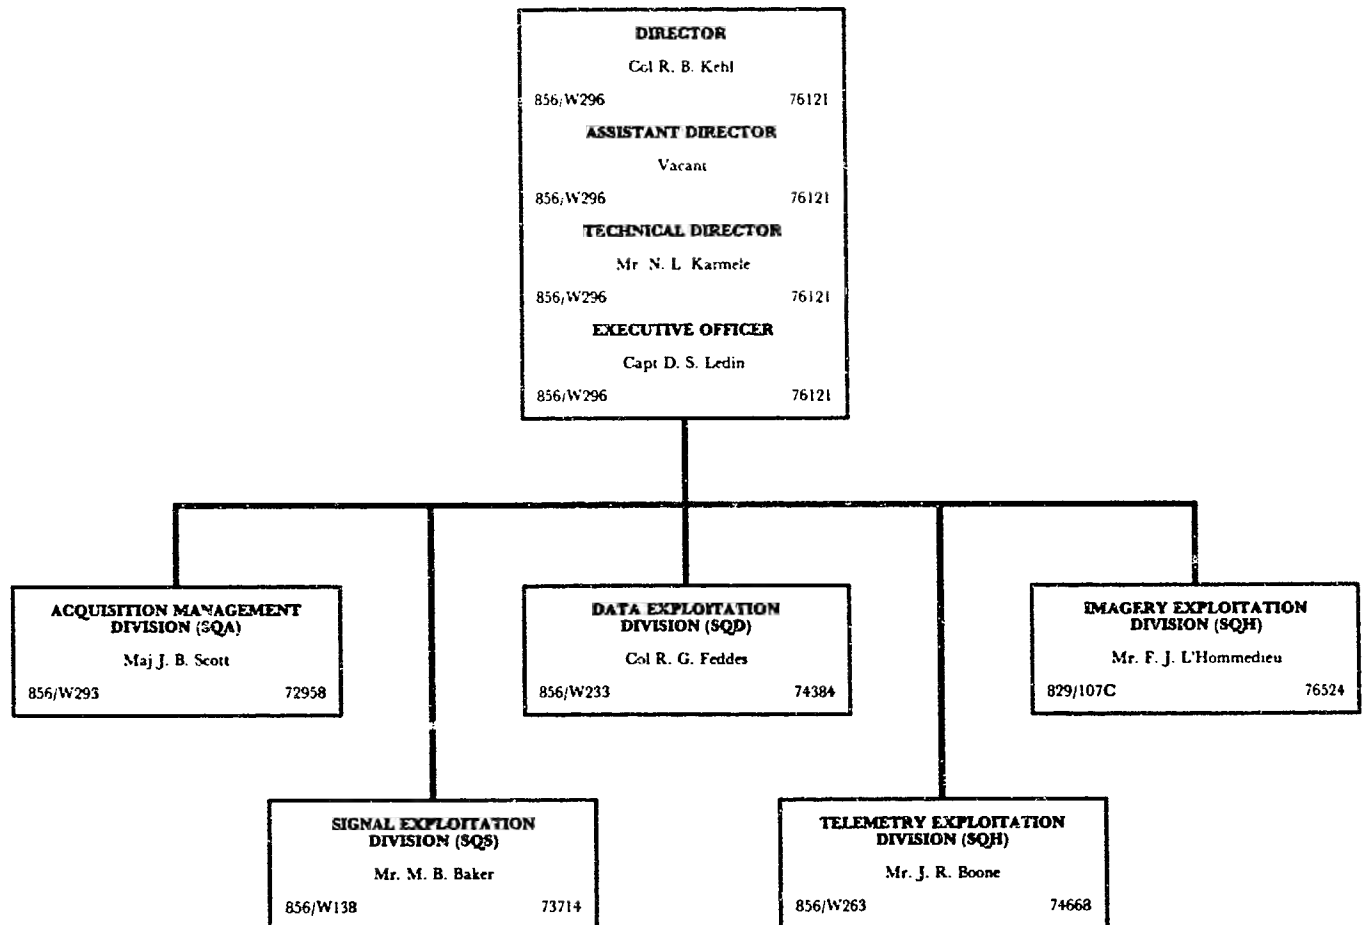 DIRECTOR
Col R. B. Kehl
856/W296 76121
ASSISTANT DIRECTOR
Vacant
856/W296 76121
TECHNICAL DIRECTOR
Mr N. L Karmele
856/W296 76121
EXECUTIVE OFFICER
Capt D. S. Ledin
856/W296 76121
ACQUISITION MANAGEMENT
DIVISION (SQA)
Maj J. B. Scott
856/W293 72958
DATA EXPLOITATION
DIVISION (SQD)
Col R. G. Feddes
856/W233 74384
IMAGERY EXPLOITATION
DIVISION (SQH)
Mr. F. J. L'Hommedieu
829/107C 76524
SIGNAL EXPLOITATION
DIVISION (SQS)
Mr. M. B. Baker
856/W138 73714
TELEMETRY EXPLOITATION
DIVISION (SQH)
Mr. J. R. Boone
856/W263 74668